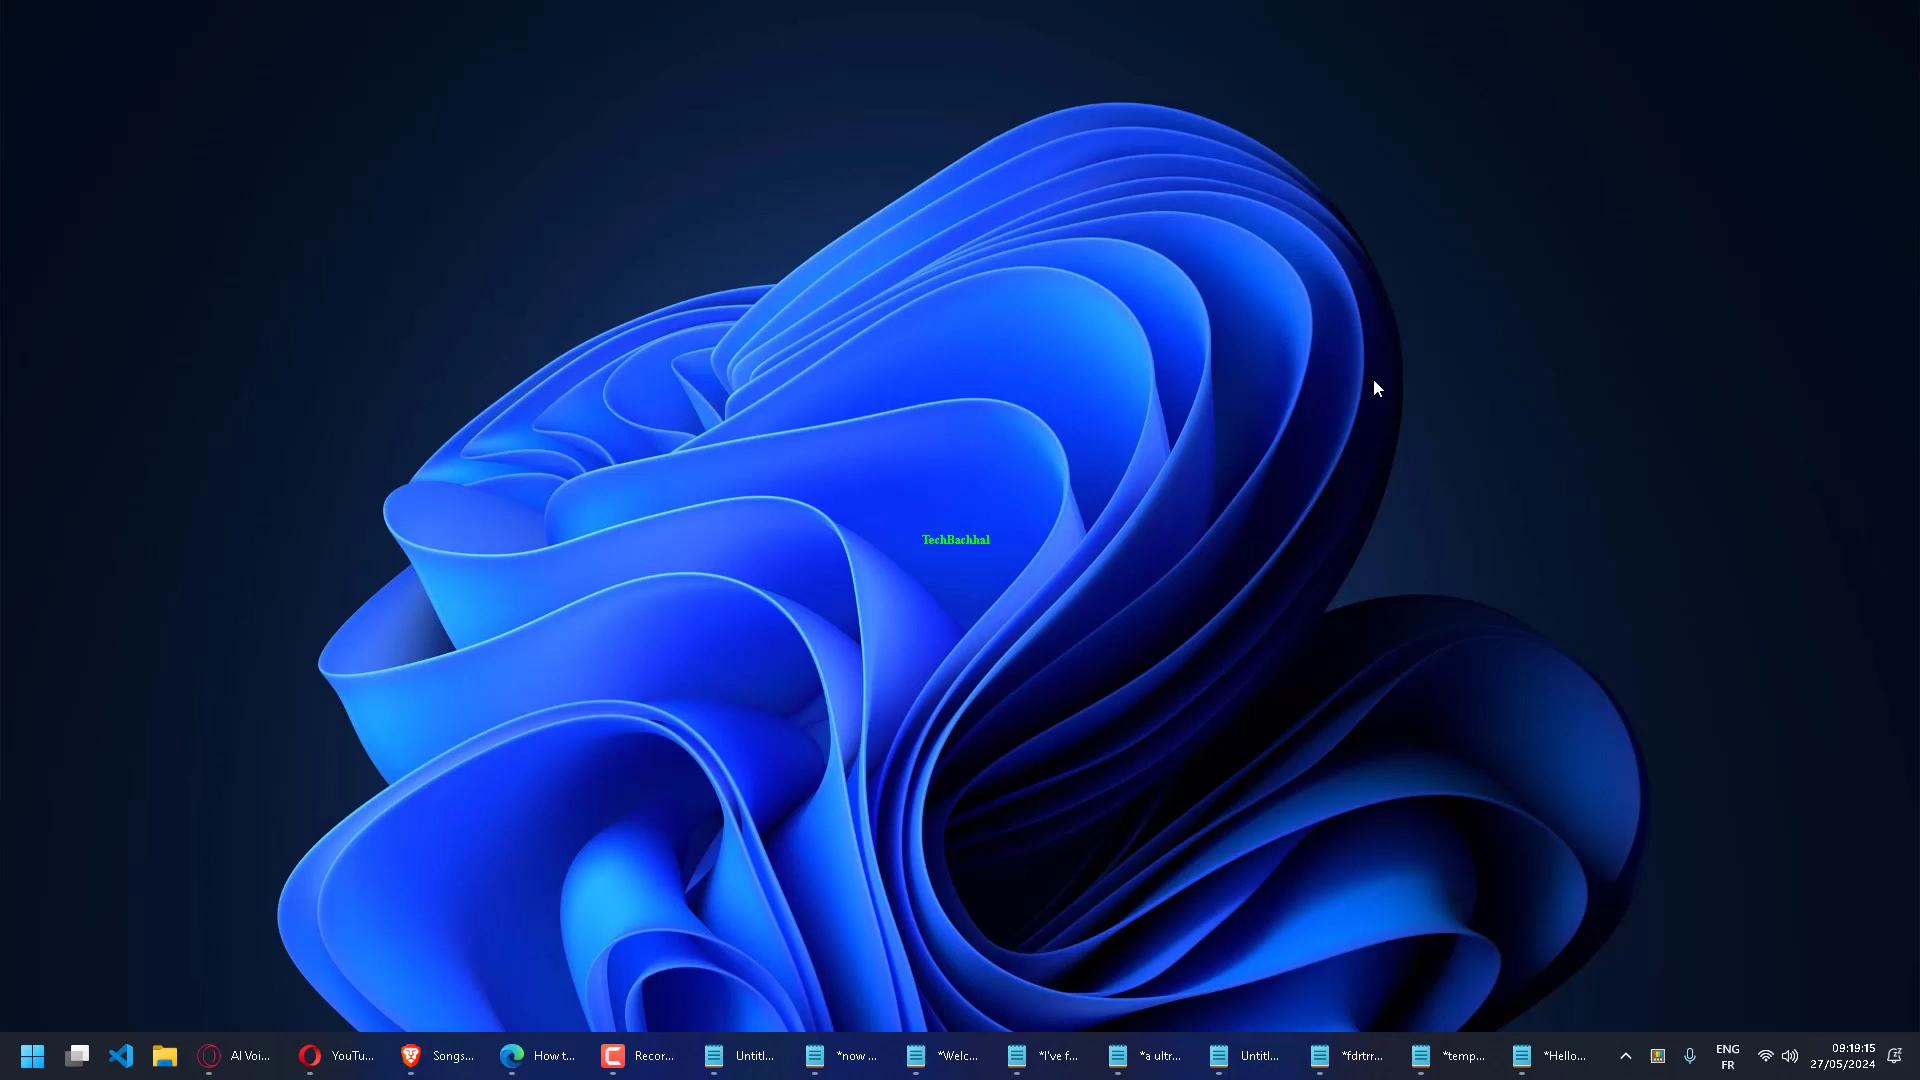 TechBachhal
AI Voi...
YouTu...
Songs...
How t...
Recor...
Untitl...
*now ...
*Welc...
*I've f...
*a ultr...
Untitl...
*fdrtrr...
*temp...
*Hello...
ENG
FR
09:19:15
27/05/2024